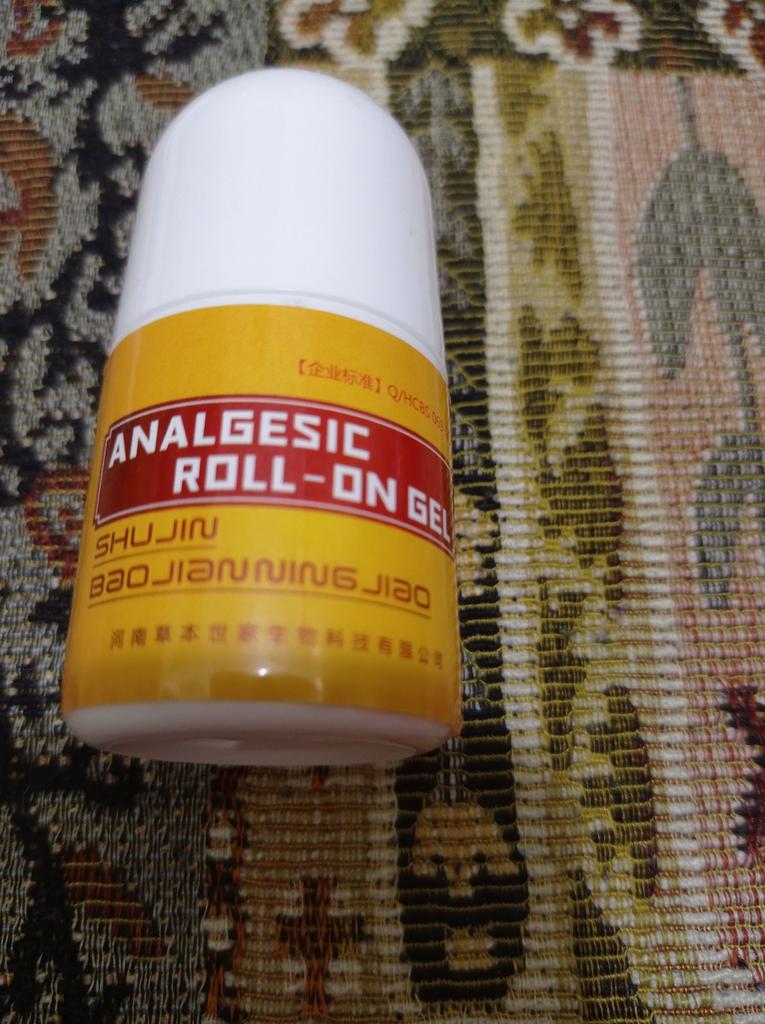 【企业标准】Q/HCBS
ANALGESIC
ROLL-ON GEL
SHUJIN
BAOJIANNINGJIAO
河南草本世家生物科技有限公司